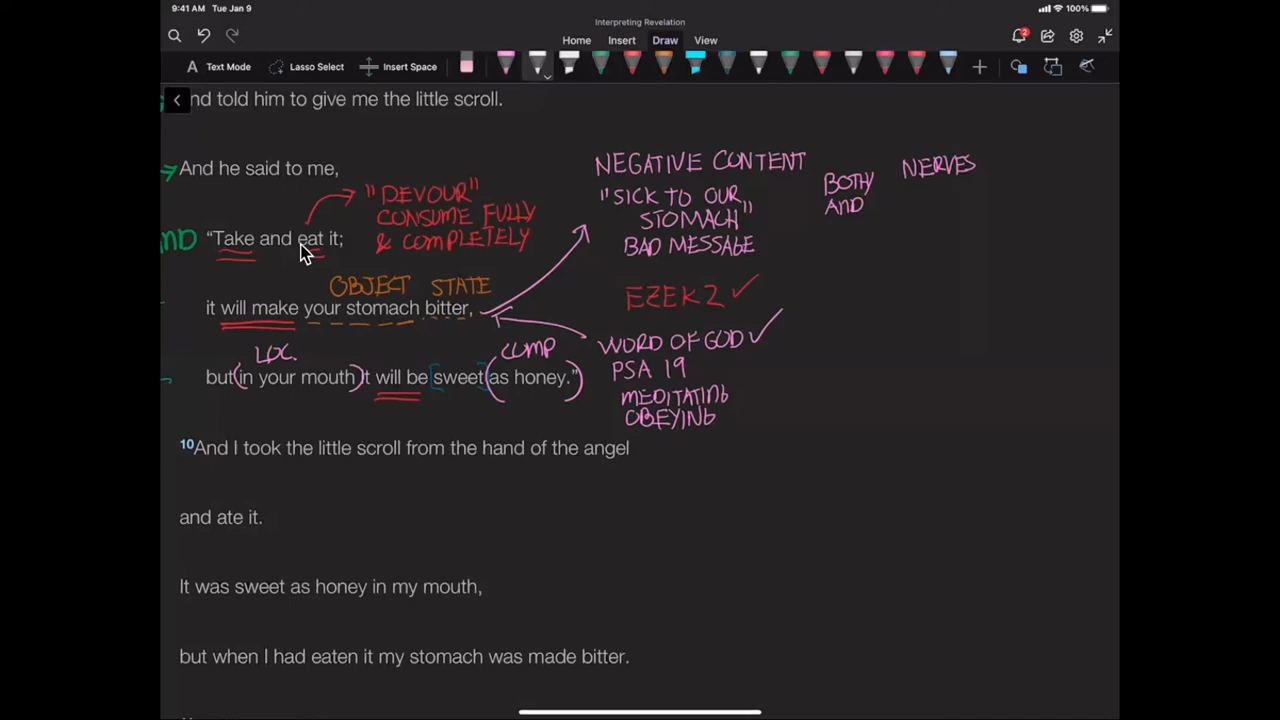 9:41 AM Tue Jan 9
100%
Interpreting Revelation
Home Insert Draw View
2
Text Mode Lasso Select Insert Space
nd told him to give me the little scroll.
And he said to me,
NEGATIVE CONTENT
BOTH
AND
NERVES
"DEVOUR"
CONSUME FULLY
& COMPLETELY
"SICK TO OUR
STOMACH"
BAD MESSAGE
ND "Take and eat it;
OBJECT STATE
EZEK 2 ✓
it will make your stomach bitter,
WORD OF GOD ✓
PSA 19
MEDITATING
OBEYING
LOC. COMP
but (in your mouth) it will be [sweet] (as honey.")
10 And I took the little scroll from the hand of the angel
and ate it.
It was sweet as honey in my mouth,
but when I had eaten it my stomach was made bitter.